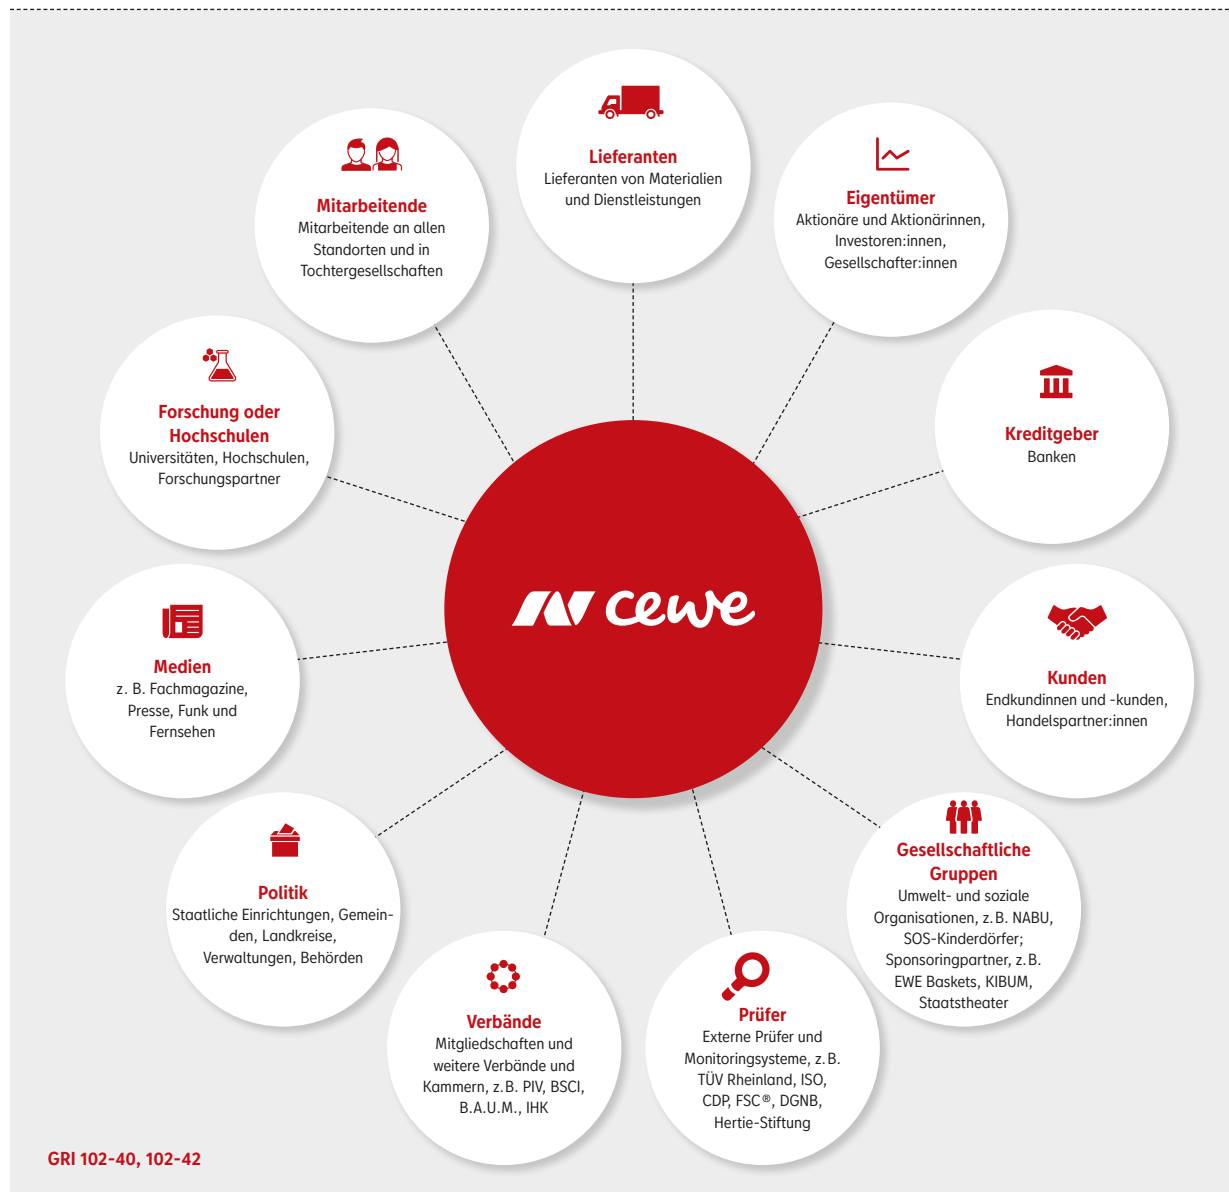 Lieferanten
Lieferanten von Materialien
und Dienstleistungen
Eigentümer
Aktionäre und Aktionärinnen,
Investoren:innen,
Gesellschafter:innen
Kreditgeber
Banken
Kunden
Endkundinnen und -kunden,
Handelspartner:innen
Gesellschaftliche
Gruppen
Umwelt- und soziale
Organisationen, z. B. NABU,
SOS-Kinderdörfer;
Sponsoringpartner, z. B.
EWE Baskets, KIBUM,
Staatstheater
Prüfer
Externe Prüfer und
Monitoringsysteme, z. B.
TÜV Rheinland, ISO,
CDP, FSC®, DGNB,
Hertie-Stiftung
Verbände
Mitgliedschaften und
weitere Verbände und
Kammern, z. B. PIV, BSCI,
B.A.U.M., IHK
Politik
Staatliche Einrichtungen, Gemein-
den, Landkreise,
Verwaltungen, Behörden
Medien
z. B. Fachmagazine,
Presse, Funk und
Fernsehen
Forschung oder
Hochschulen
Universitäten, Hochschulen,
Forschungspartner
Mitarbeitende
Mitarbeitende an allen
Standorten und in
Tochtergesellschaften
cewe
GRI 102-40, 102-42